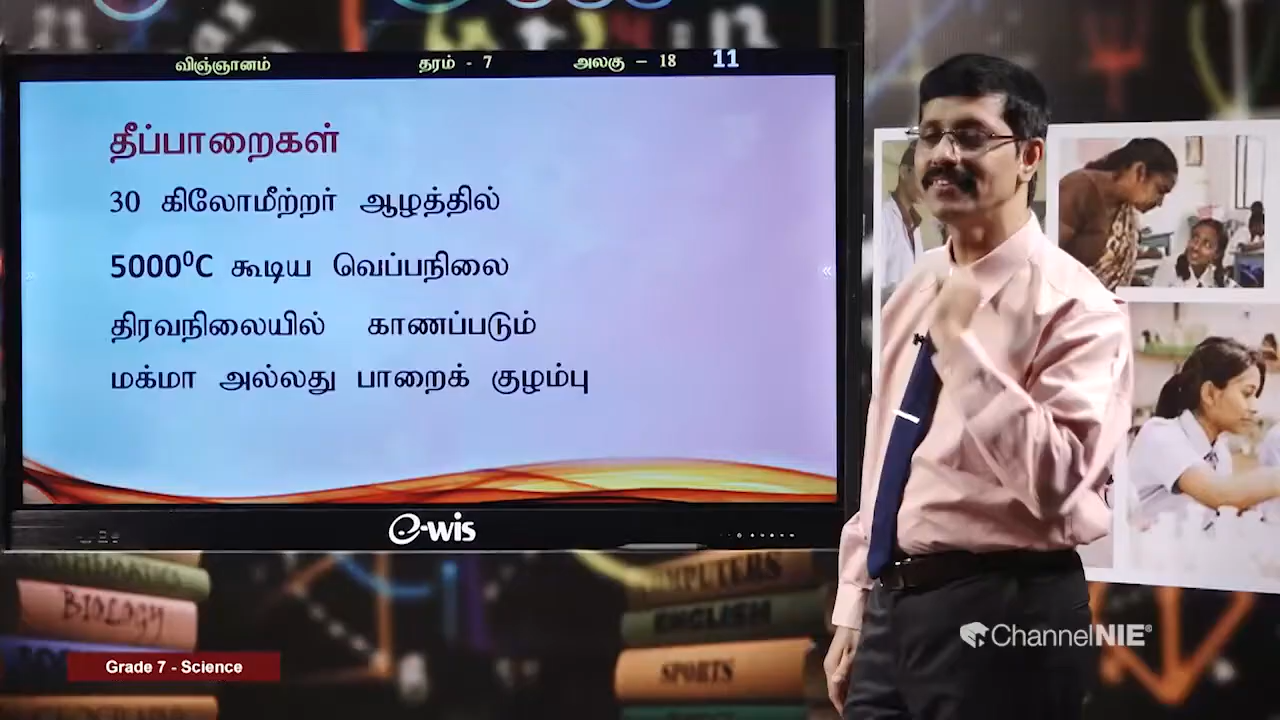 விஞ்ஞானம் தரம் - 7 அலகு – 18 11
தீப்பாறைகள்
30 கிலோமீற்றர் ஆழத்தில்
5000⁰C கூடிய வெப்பநிலை
திரவநிலையில் காணப்படும்
மக்மா அல்லது பாறைக் குழம்பு
e-wis
BIOLOGY
COMPUTERS
ENGLISH
SPORTS
ChannelNIE
Grade 7 - Science